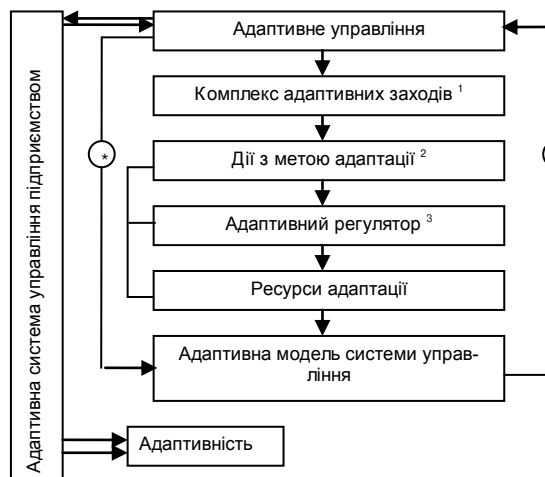 Адаптивна система управління підприємством
Адаптивне управління
Комплекс адаптивних заходів ¹
*
Дії з метою адаптації ²
Адаптивний регулятор ³
Ресурси адаптації
Адаптивна модель системи управ-
ління
Адаптивність